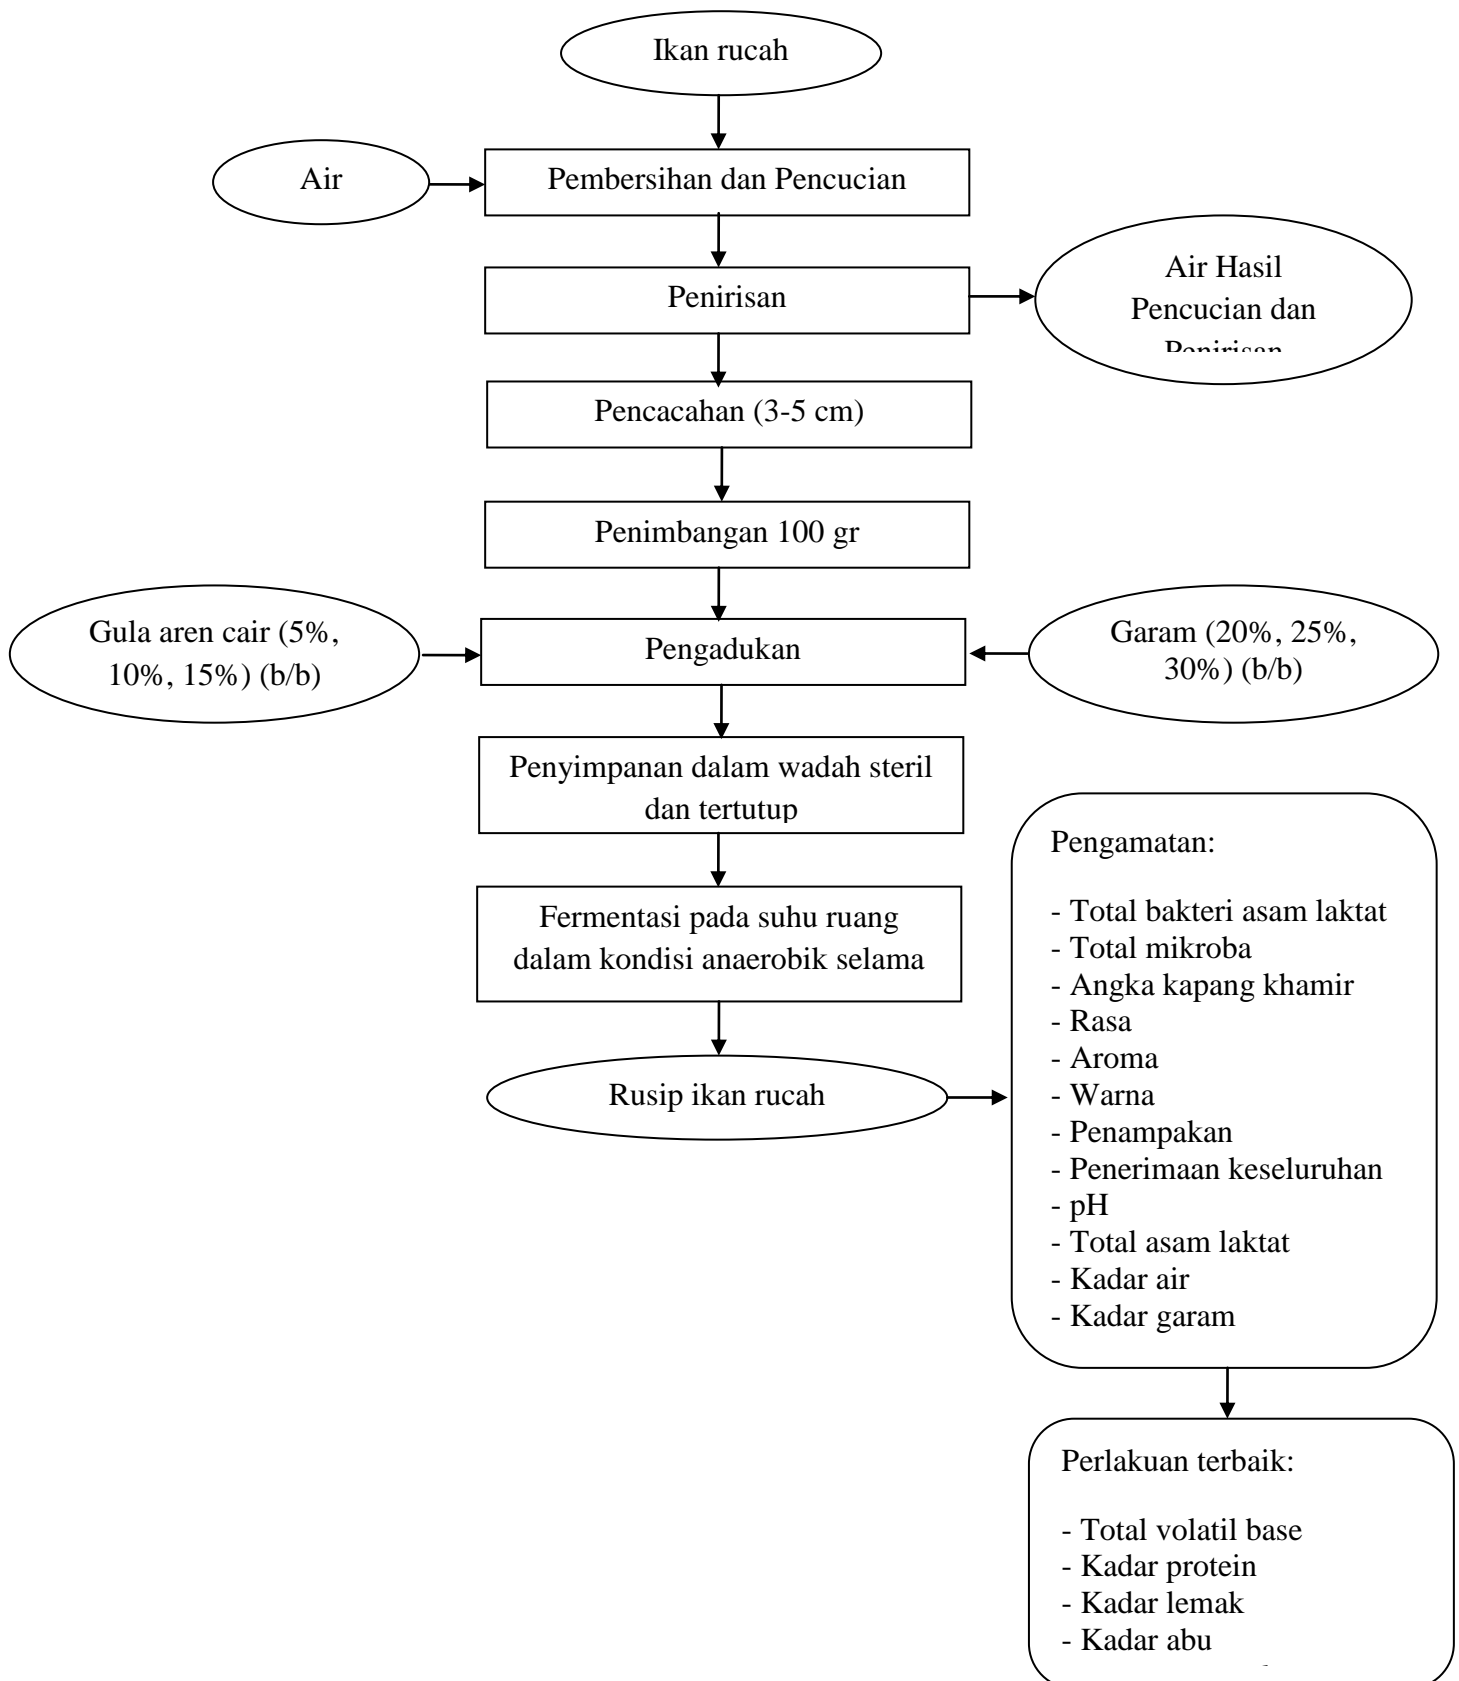 Ikan rucah
Air
Pembersihan dan Pencucian
Penirisan
Air Hasil
Pencucian dan
Penirisan
Pencacahan (3-5 cm)
Penimbangan 100 gr
Gula aren cair (5%,
10%, 15%) (b/b)
Pengadukan
Garam (20%, 25%,
30%) (b/b)
Penyimpanan dalam wadah steril
dan tertutup
Fermentasi pada suhu ruang
dalam kondisi anaerobik selama
Rusip ikan rucah
Pengamatan:
- Total bakteri asam laktat
- Total mikroba
- Angka kapang khamir
- Rasa
- Aroma
- Warna
- Penampakan
- Penerimaan keseluruhan
- pH
- Total asam laktat
- Kadar air
- Kadar garam
Perlakuan terbaik:
- Total volatil base
- Kadar protein
- Kadar lemak
- Kadar abu